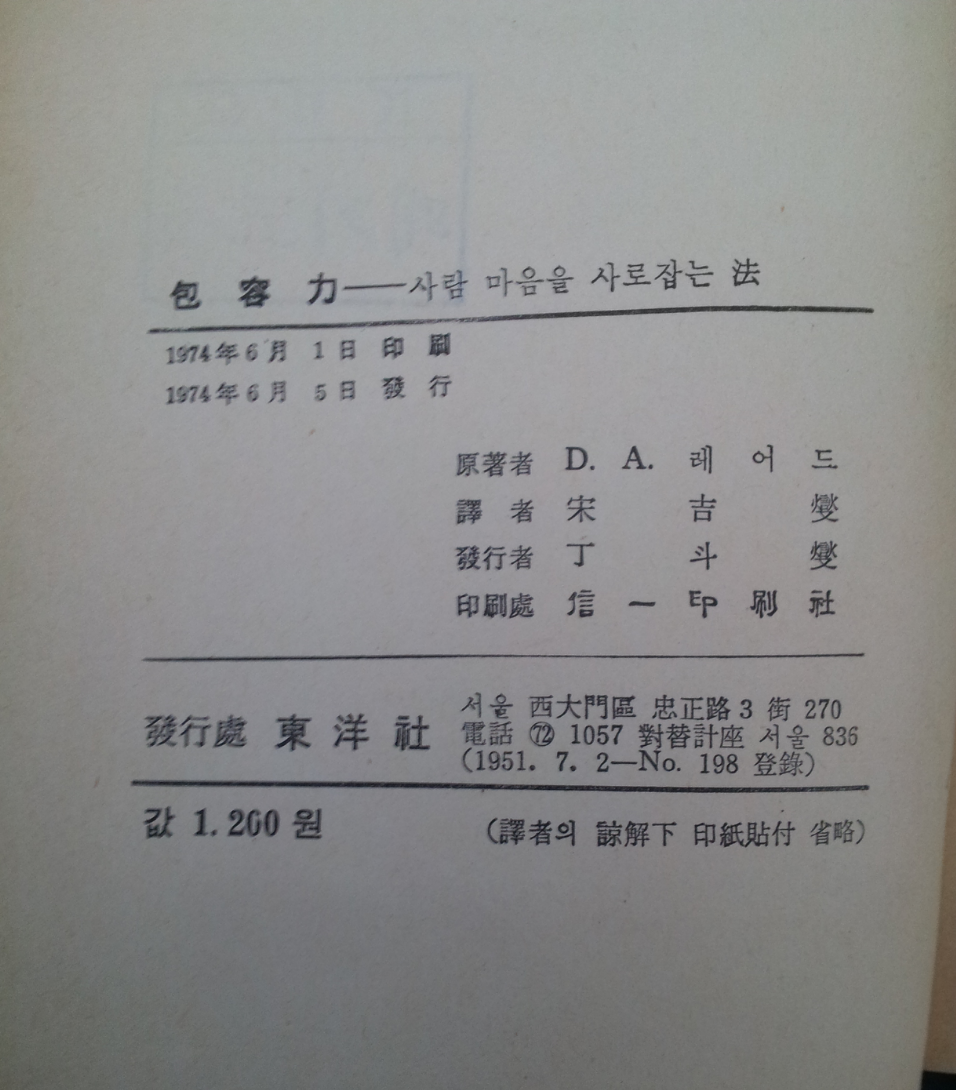 包容力——사람 마음을 사로잡는 法
1974年 6月 1日 印刷
1974年 6月 5日 發行
原著者 D. A. 레어드
譯者 宋吉燮
發行者 丁斗燮
印刷處 信一印刷社
發行處 東洋社
서울 西大門區 忠正路 3 街 270
電話 72 1057 對替計座 서울 836
(1951. 7. 2—No. 198 登錄)
값 1.200 원
(譯者의 諒解下 印紙貼付 省略)